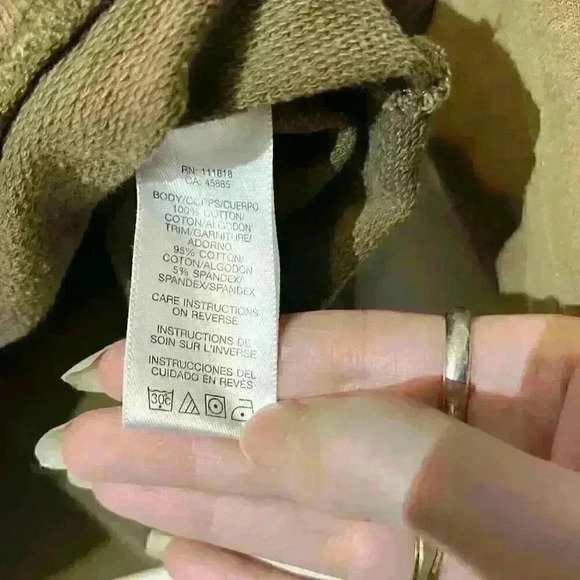 RN: 111818
CA: 45885
BODY/CORPS/CUERPO
100% COTTON/
COTON/ALGODON
TRIM/GARNITURE/
ADORNO
95% COTTON/
COTON/ALGODON
5% SPANDEX/
SPANDEX/SPANDEX
CARE INSTRUCTIONS
ON REVERSE
INSTRUCTIONS DE
SOIN SUR L'INVERSE
INSTRUCCIONES DEL
CUIDADO EN REVÉS
30C